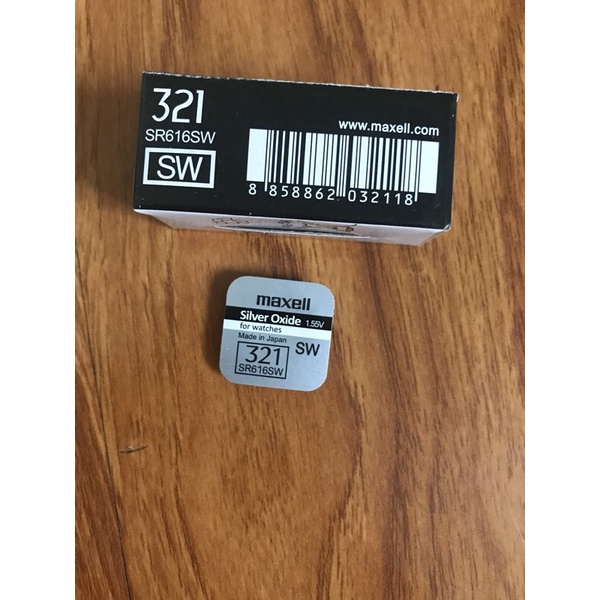 321
SR616SW
SW
www.maxell.com
8 858862 032118
maxell
Silver Oxide 1.55V
for watches
Made in Japan
321 SW
SR616SW